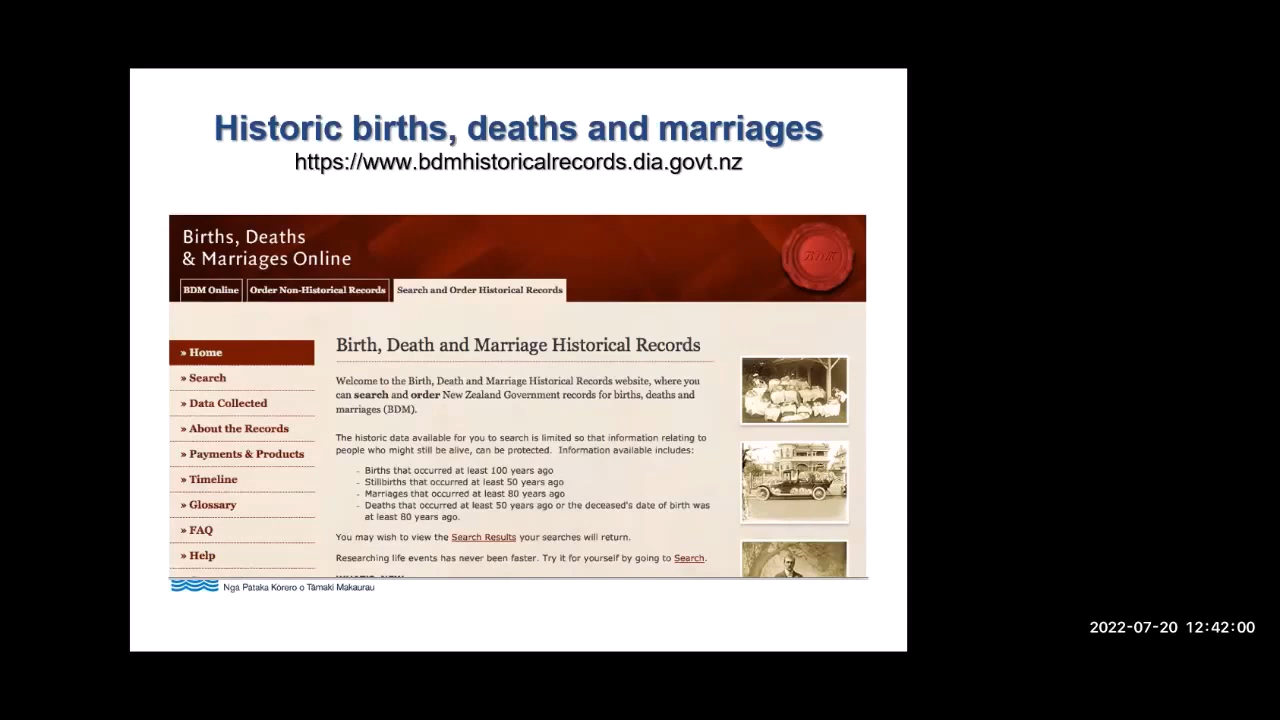 Historic births, deaths and marriages
https://www.bdmhistoricalrecords.dia.govt.nz
Births, Deaths
& Marriages Online
BDM Online
Order Non-Historical Records
Search and Order Historical Records
» Home
» Search
» Data Collected
» About the Records
» Payments & Products
» Timeline
» Glossary
» FAQ
» Help
Birth, Death and Marriage Historical Records
Welcome to the Birth, Death and Marriage Historical Records website, where you
can search and order New Zealand Government records for births, deaths and
marriages (BDM).
The historic data available for you to search is limited so that information relating to
people who might still be alive, can be protected. Information available includes:
- Births that occurred at least 100 years ago
- Stillbirths that occurred at least 50 years ago
- Marriages that occurred at least 80 years ago
- Deaths that occurred at least 50 years ago or the deceased's date of birth was
at least 80 years ago.
You may wish to view the Search Results your searches will return.
Researching life events has never been faster. Try it for yourself by going to Search.
BDM
Ngā Pātaka Kōrero o Tāmaki Makaurau
2022-07-20 12:42:00